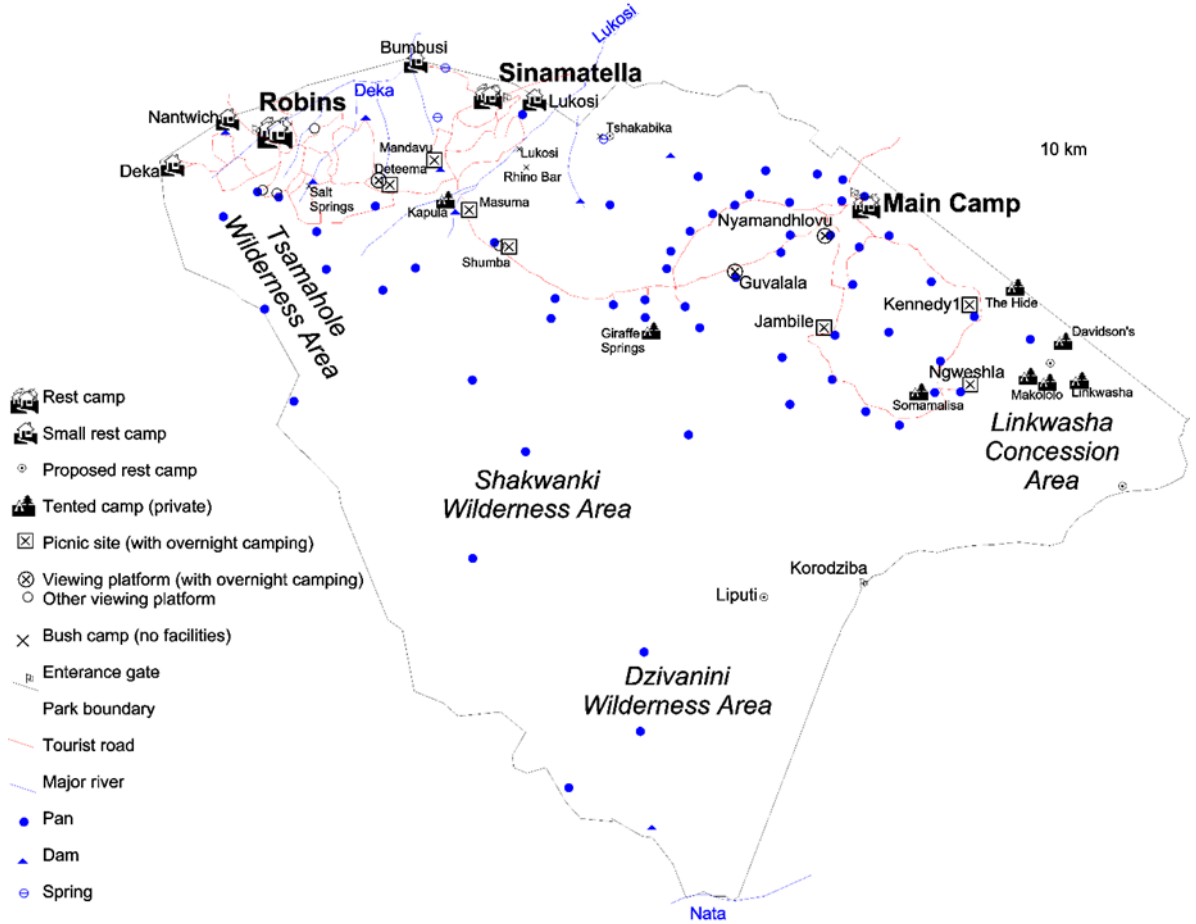 Lukosi
Bumbusi
Sinamatella
Deka
Robins
Lukosi
Nantwich
Tshakabika
Mandavu
Lukosi
10 km
Deteema
Rhino Bar
Deka
Salt
Springs
Kapula
Masuma
Main Camp
Nyamandhlovu
Tsamahole
Wilderness Area
Shumba
Guvalala
Kennedy1
The Hide
Jambile
Giraffe
Springs
Davidson's
Ngweshla
Somamalisa
Makololo
Linkwasha
Linkwasha
Concession
Area
Shakwanki
Wilderness Area
Korodziba
Liputi
Dzivanini
Wilderness Area
Nata
Rest camp
Small rest camp
Proposed rest camp
Tented camp (private)
Picnic site (with overnight camping)
Viewing platform (with overnight camping)
Other viewing platform
Bush camp (no facilities)
Enterance gate
Park boundary
Tourist road
Major river
Pan
Dam
Spring